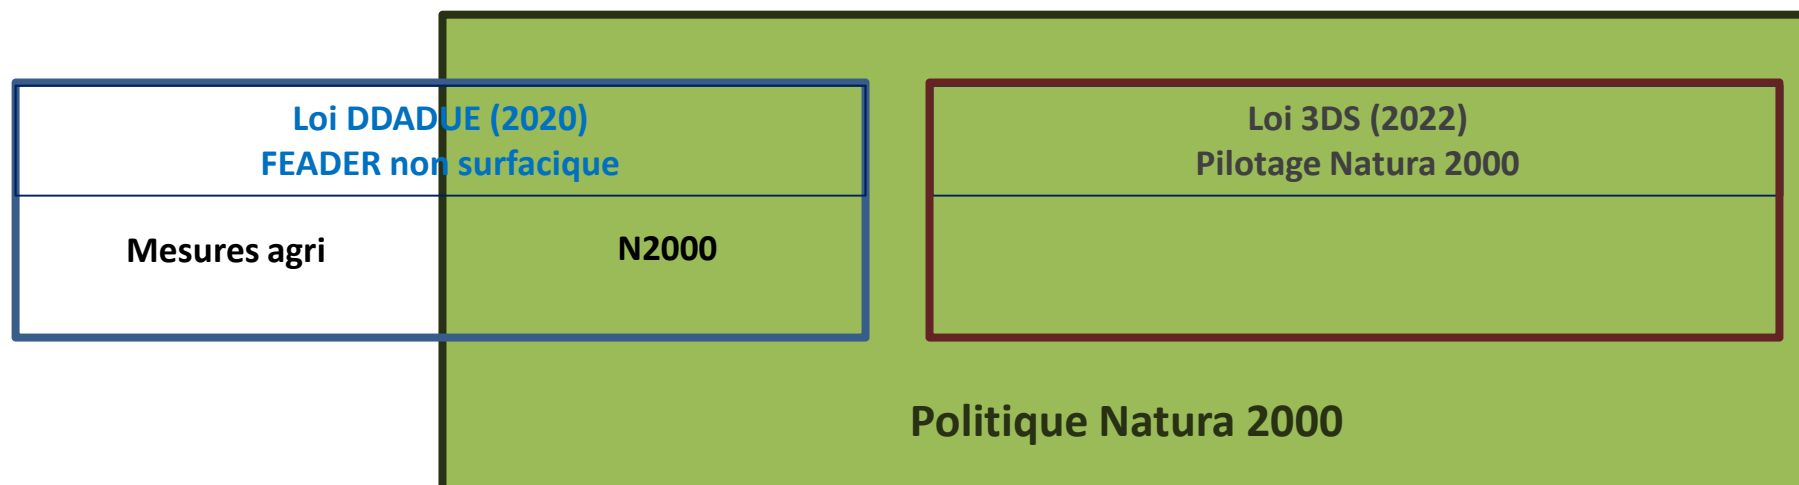 Loi DDADUE (2020)
FEADER non surfacique
Mesures agri
N2000
Loi 3DS (2022)
Pilotage Natura 2000
Politique Natura 2000